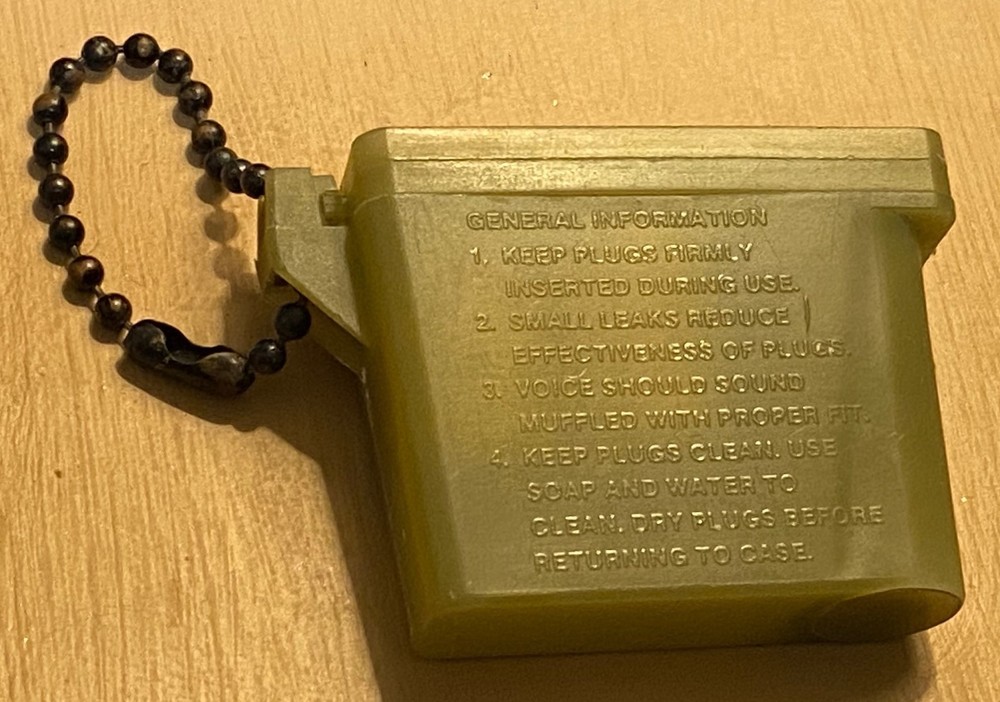 GENERAL INFORMATION
1. KEEP PLUGS FIRMLY
INSERTED DURING USE.
2. SMALL LEAKS REDUCE
EFFECTIVENESS OF PLUGS.
3. VOICE SHOULD SOUND
MUFFLED WITH PROPER FIT.
4. KEEP PLUGS CLEAN. USE
SOAP AND WATER TO
CLEAN. DRY PLUGS BEFORE
RETURNING TO CASE.